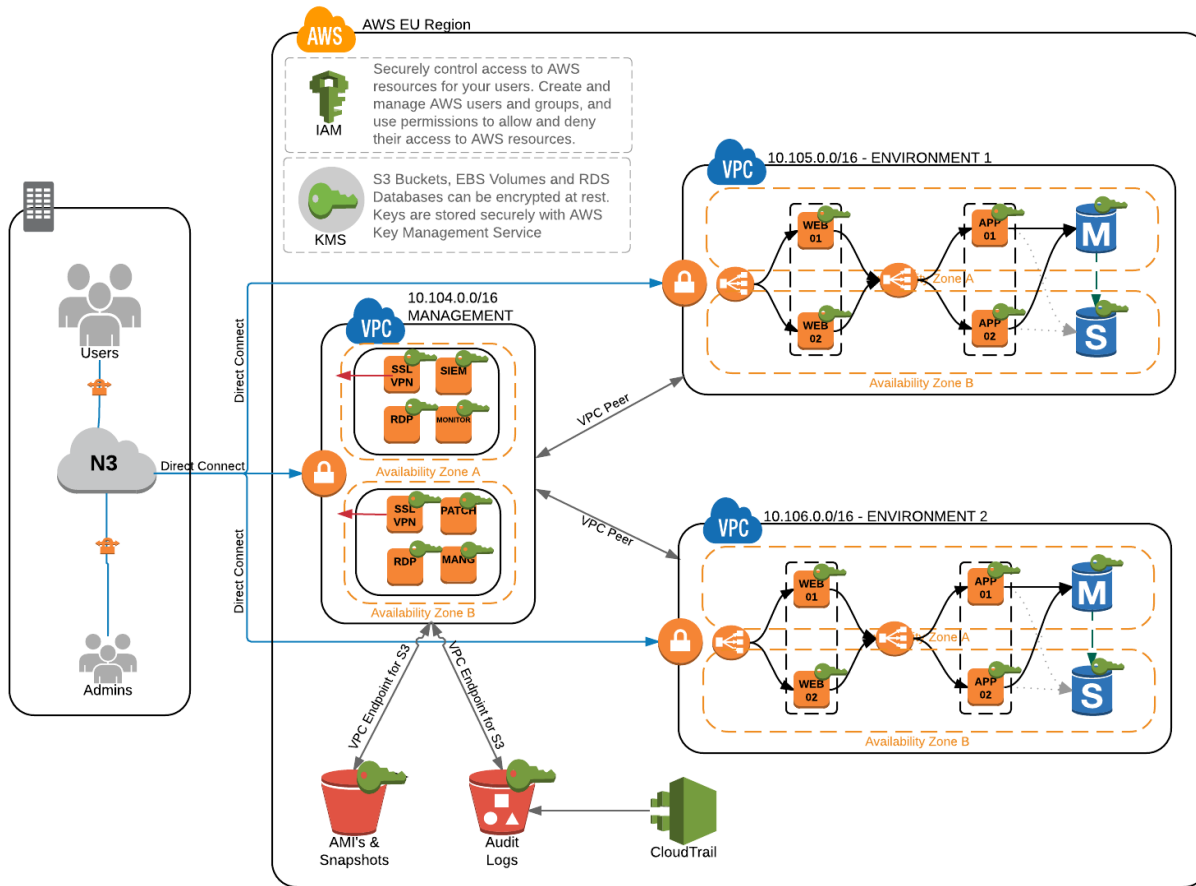 AWS
AWS EU Region
Securely control access to AWS
resources for your users. Create and
manage AWS users and groups, and
use permissions to allow and deny
their access to AWS resources.
IAM
S3 Buckets, EBS Volumes and RDS
Databases can be encrypted at rest.
Keys are stored securely with AWS
Key Management Service
KMS
Users
N3
Admins
Direct Connect
Direct Connect
Direct Connect
VPC
10.104.0.0/16
MANAGEMENT
SSL
VPN
SIEM
RDP
MONITOR
Availability Zone A
SSL
VPN
PATCH
RDP
MANG
Availability Zone B
VPC Peer
VPC Peer
VPC
10.105.0.0/16 - ENVIRONMENT 1
WEB
01
APP
01
M
Zone A
WEB
02
APP
02
S
Availability Zone B
VPC
10.106.0.0/16 - ENVIRONMENT 2
WEB
01
APP
01
M
Zone A
WEB
02
APP
02
S
Availability Zone B
VPC Endpoint for S3
VPC Endpoint for S3
AMI's &
Snapshots
Audit
Logs
CloudTrail